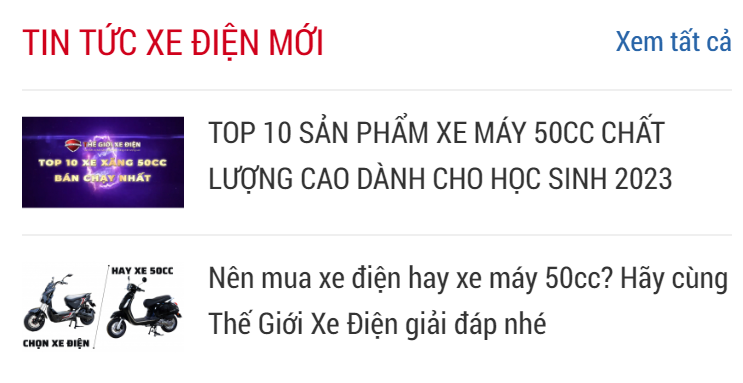 TIN TỨC XE ĐIỆN MỚI
Xem tất cả
THẾ GIỚI XE ĐIỆN
TOP 10 XE XĂNG 50CC
BÁN CHẠY NHẤT
TOP 10 SẢN PHẨM XE MÁY 50CC CHẤT
LƯỢNG CAO DÀNH CHO HỌC SINH 2023
HAY XE 50CC
CHỌN XE ĐIỆN
Nên mua xe điện hay xe máy 50cc? Hãy cùng
Thế Giới Xe Điện giải đáp nhé